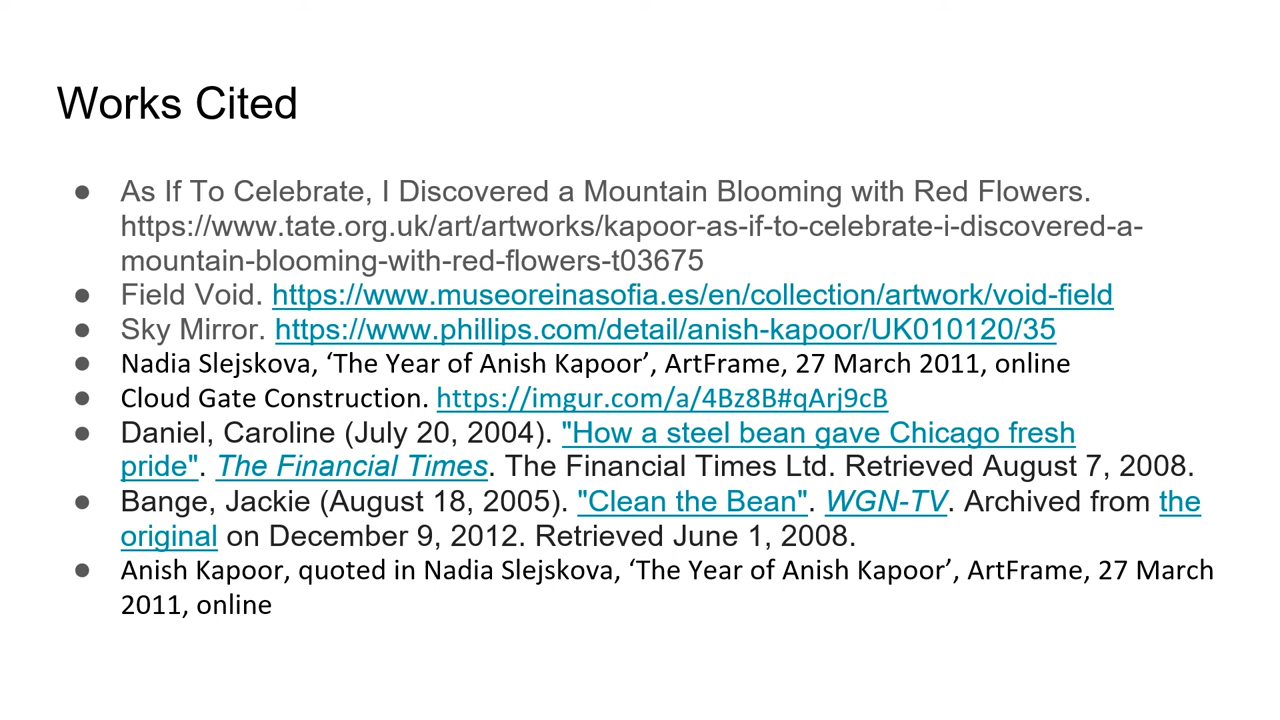 Works Cited
● As If To Celebrate, I Discovered a Mountain Blooming with Red Flowers.
https://www.tate.org.uk/art/artworks/kapoor-as-if-to-celebrate-i-discovered-a-
mountain-blooming-with-red-flowers-t03675
● Field Void. https://www.museoreinasofia.es/en/collection/artwork/void-field
● Sky Mirror. https://www.phillips.com/detail/anish-kapoor/UK010120/35
● Nadia Slejskova, ‘The Year of Anish Kapoor’, ArtFrame, 27 March 2011, online
● Cloud Gate Construction. https://imgur.com/a/4Bz8B#qArj9cB
● Daniel, Caroline (July 20, 2004). "How a steel bean gave Chicago fresh
pride". The Financial Times. The Financial Times Ltd. Retrieved August 7, 2008.
● Bange, Jackie (August 18, 2005). "Clean the Bean". WGN-TV. Archived from the
original on December 9, 2012. Retrieved June 1, 2008.
● Anish Kapoor, quoted in Nadia Slejskova, ‘The Year of Anish Kapoor’, ArtFrame, 27 March
2011, online